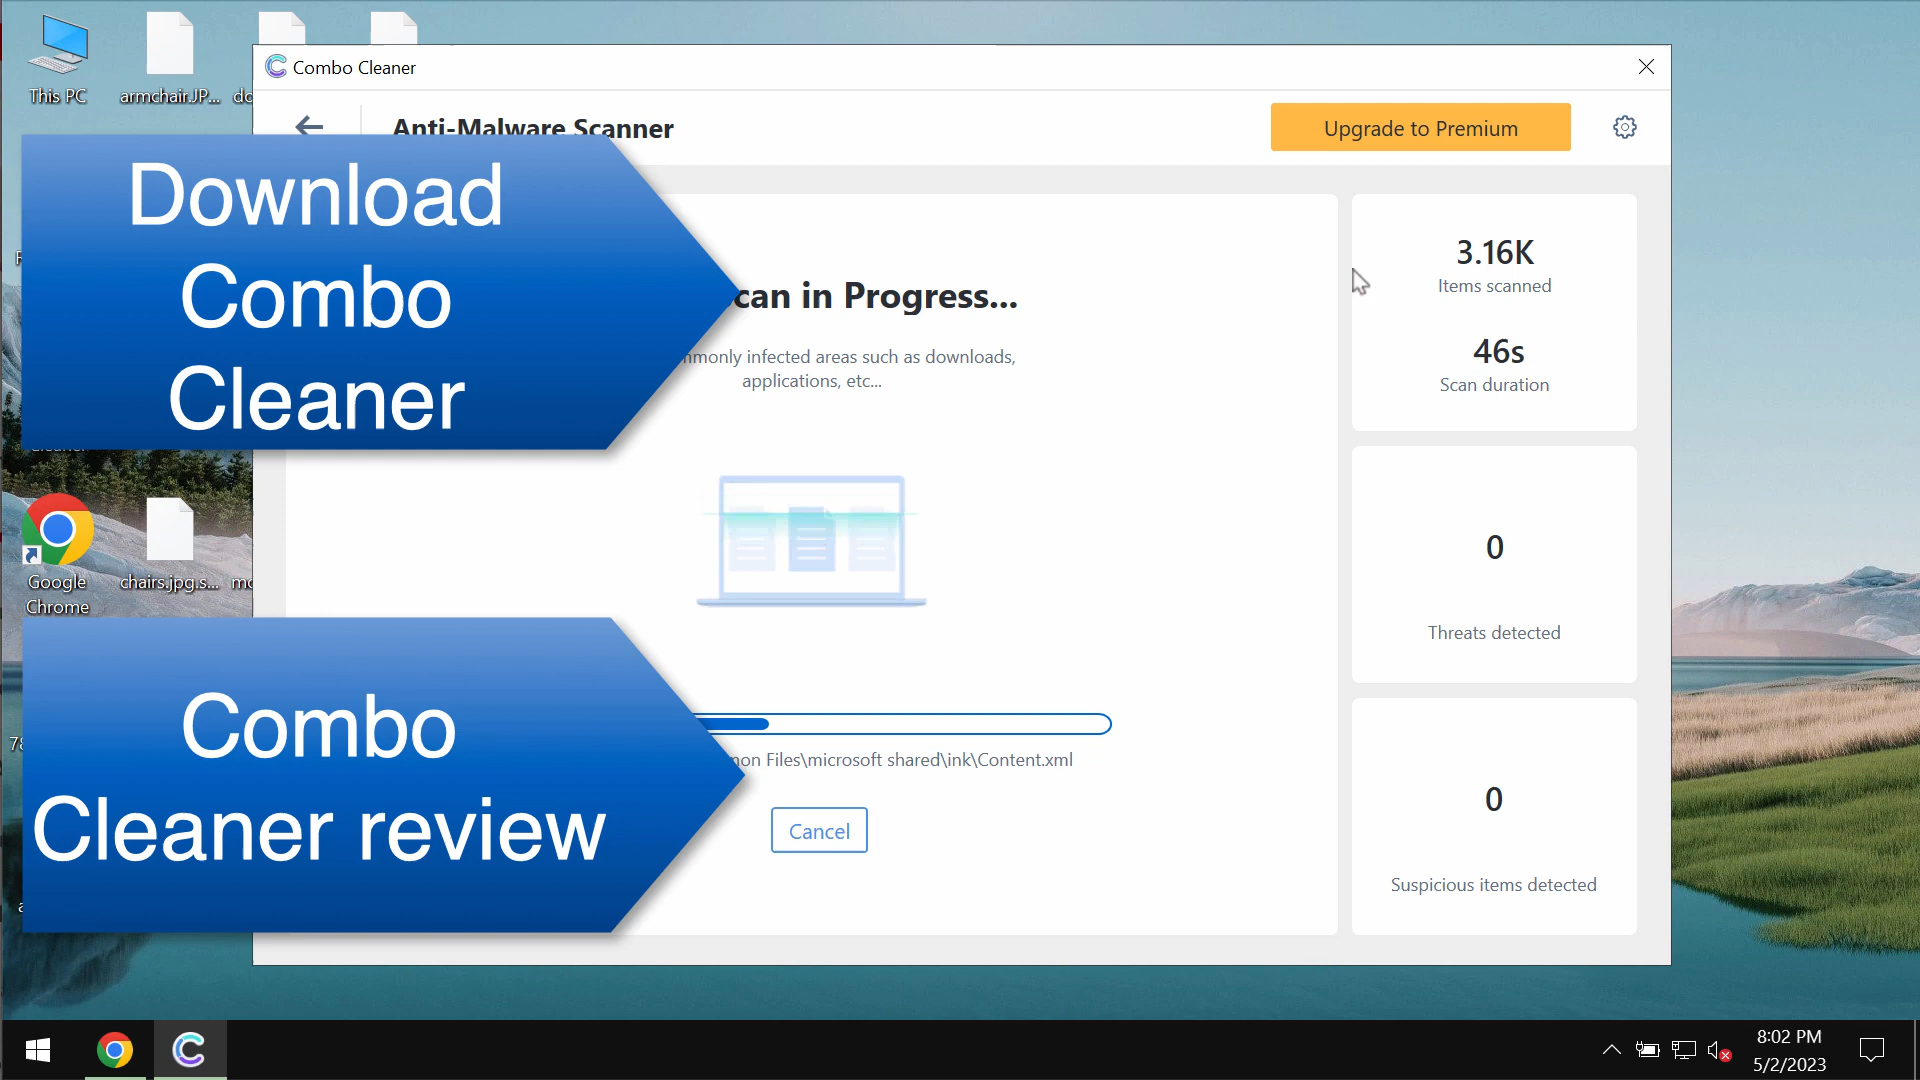 Combo Cleaner
This PC
armchair.JP...
Anti-Malware Scanner
Upgrade to Premium
Download
Combo
Cleaner
can in Progress...
infected areas such as downloads,
applications, etc...
3.16K
Items scanned
46s
Scan duration
0
Threats detected
Google
Chrome
chairs.jpg.s...
Combo
Cleaner review
Files\microsoft shared\ink\Content.xml
Cancel
0
Suspicious items detected
8:02 PM
5/2/2023